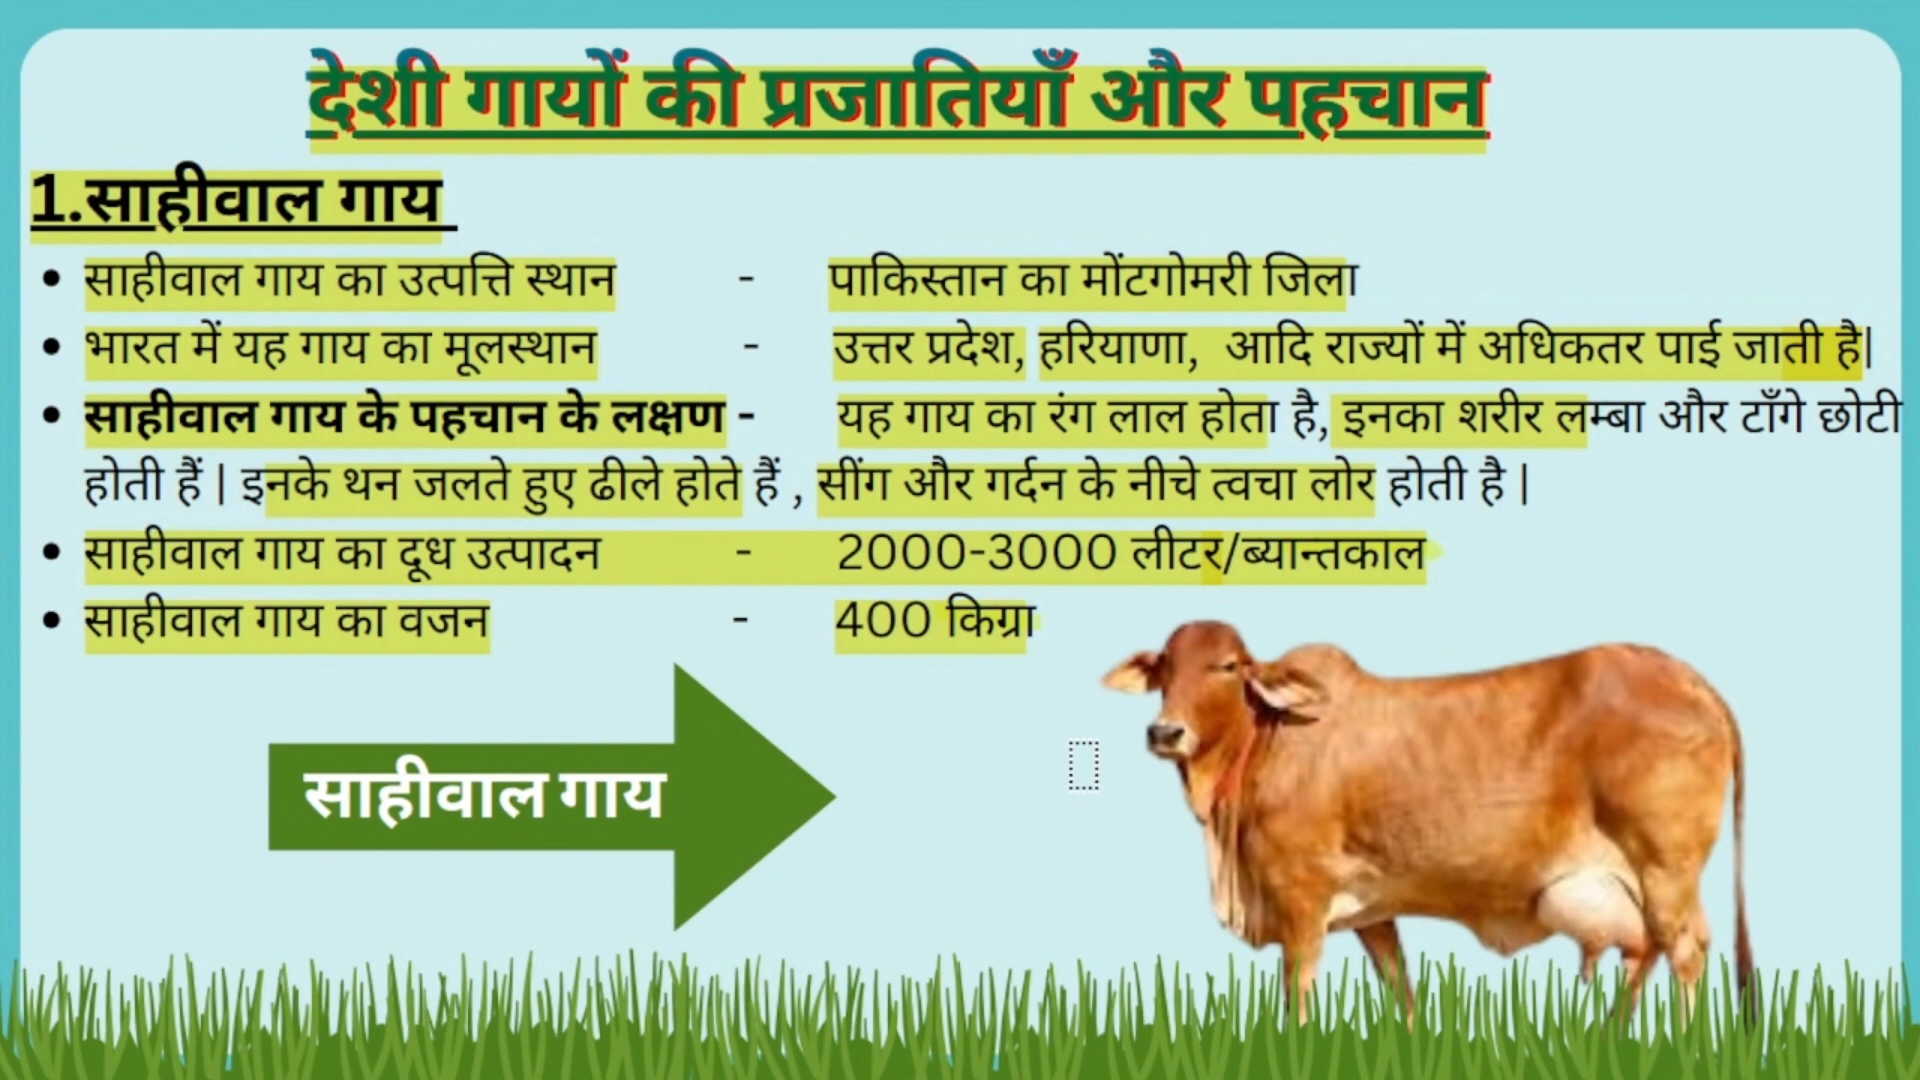 देशी गायों की प्रजातियाँ और पहचान
1.साहीवाल गाय
• साहीवाल गाय का उत्पत्ति स्थान - पाकिस्तान का मोंटगोमरी जिला
• भारत में यह गाय का मूलस्थान - उत्तर प्रदेश, हरियाणा, आदि राज्यों में अधिकतर पाई जाती है|
• साहीवाल गाय के पहचान के लक्षण - यह गाय का रंग लाल होता है, इनका शरीर लम्बा और टाँगे छोटी
होती हैं | इनके थन जलते हुए ढीले होते हैं , सींग और गर्दन के नीचे त्वचा लोर होती है |
• साहीवाल गाय का दूध उत्पादन - 2000-3000 लीटर/ब्यान्तकाल
• साहीवाल गाय का वजन - 400 किग्रा
साहीवाल गाय